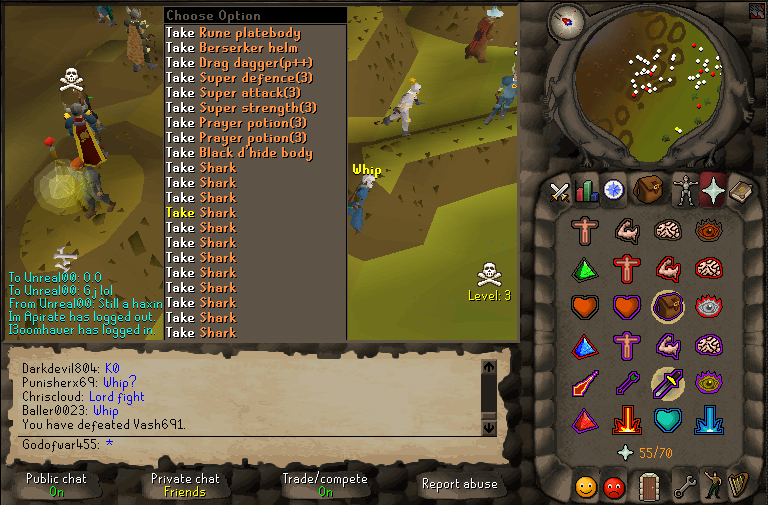 Choose Option
Take Rune platebody
Take Berserker helm
Take Drag dagger(p++)
Take Super defence(3)
Take Super attack(3)
Take Super strength(3)
Take Prayer potion(3)
Take Prayer potion(3)
Take Black d'hide body
Take Shark
Take Shark
Take Shark
Take Shark
Take Shark
Take Shark
Take Shark
Take Shark
Take Shark
Take Shark
Take Shark
Take Shark
Whip
Level: 3
To Unreal00: O.O
To Unreal00: Gj lol
From Unreal00: Still a haxin
Im Apirate has logged out.
I3oomhauer has logged in.
Darkdevil804: K0
Punisherx69: Whip?
Chriscloud: Lord fight
Baller0023: Whip
You have defeated Vash691.
Godofwar455: *
55/70
Public chat
On
Private chat
Friends
Trade/compete
On
Report abuse